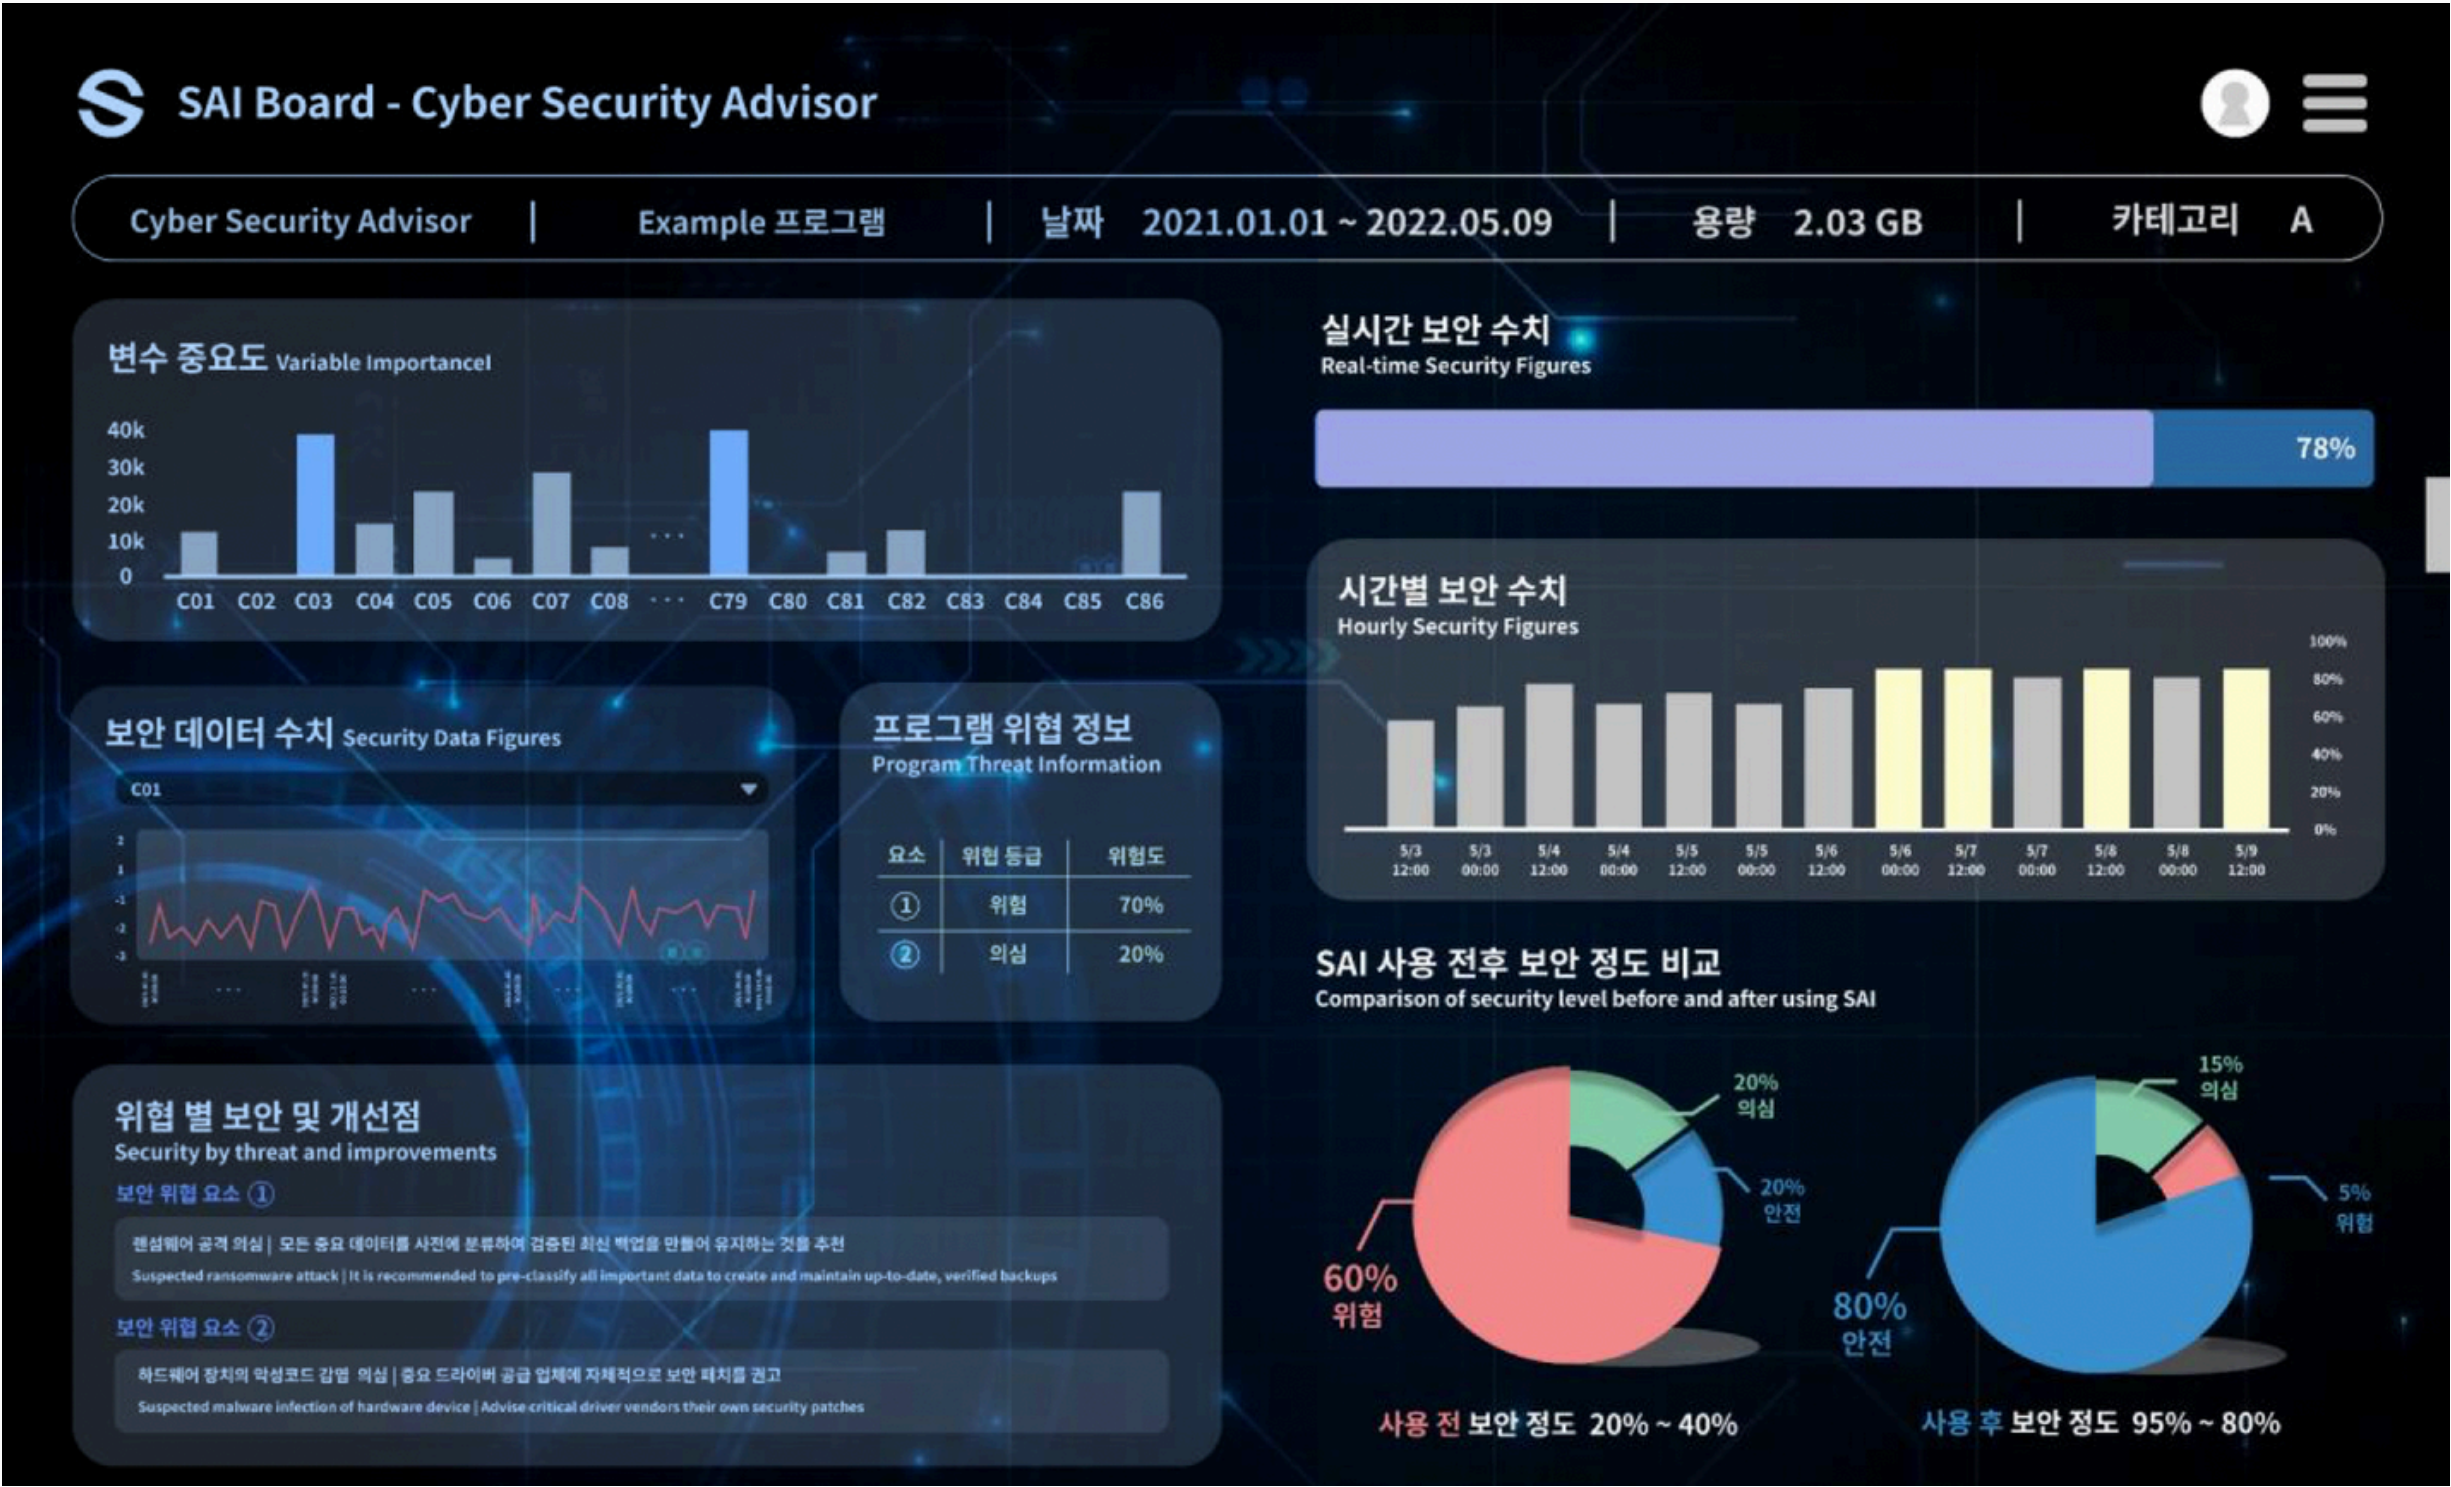 SAI Board - Cyber Security Advisor
Cyber Security Advisor | Example 프로그램 | 날짜 2021.01.01 ~ 2022.05.09 | 용량 2.03 GB | 카테고리 A
변수 중요도 Variable Importancel
40k
30k
20k
10k
0
C01 C02 C03 C04 C05 C06 C07 C08 ··· C79 C80 C81 C82 C83 C84 C85 C86
보안 데이터 수치 Security Data Figures
C01
2
1
-1
-2
-3
프로그램 위협 정보
Program Threat Information
요소 위협 등급 위험도
① 위험 70%
② 의심 20%
위협 별 보안 및 개선점
Security by threat and improvements
보안 위협 요소 ①
랜섬웨어 공격 의심 | 모든 중요 데이터를 사전에 분류하여 검증된 최신 백업을 만들어 유지하는 것을 추천
Suspected ransomware attack | It is recommended to pre-classify all important data to create and maintain up-to-date, verified backups
보안 위협 요소 ②
하드웨어 장치의 악성코드 감염 의심 | 중요 드라이버 공급 업체에 자체적으로 보안 패치를 권고
Suspected malware infection of hardware device | Advise critical driver vendors their own security patches
실시간 보안 수치
Real-time Security Figures
78%
시간별 보안 수치
Hourly Security Figures
100%
80%
60%
40%
20%
0%
5/3 5/3 5/4 5/4 5/5 5/5 5/6 5/6 5/7 5/7 5/8 5/8 5/9
12:00 00:00 12:00 00:00 12:00 00:00 12:00 00:00 12:00 00:00 12:00 00:00 12:00
SAI 사용 전후 보안 정도 비교
Comparison of security level before and after using SAI
20%
의심
20%
안전
60%
위험
사용 전 보안 정도 20% ~ 40%
15%
의심
5%
위험
80%
안전
사용 후 보안 정도 95% ~ 80%